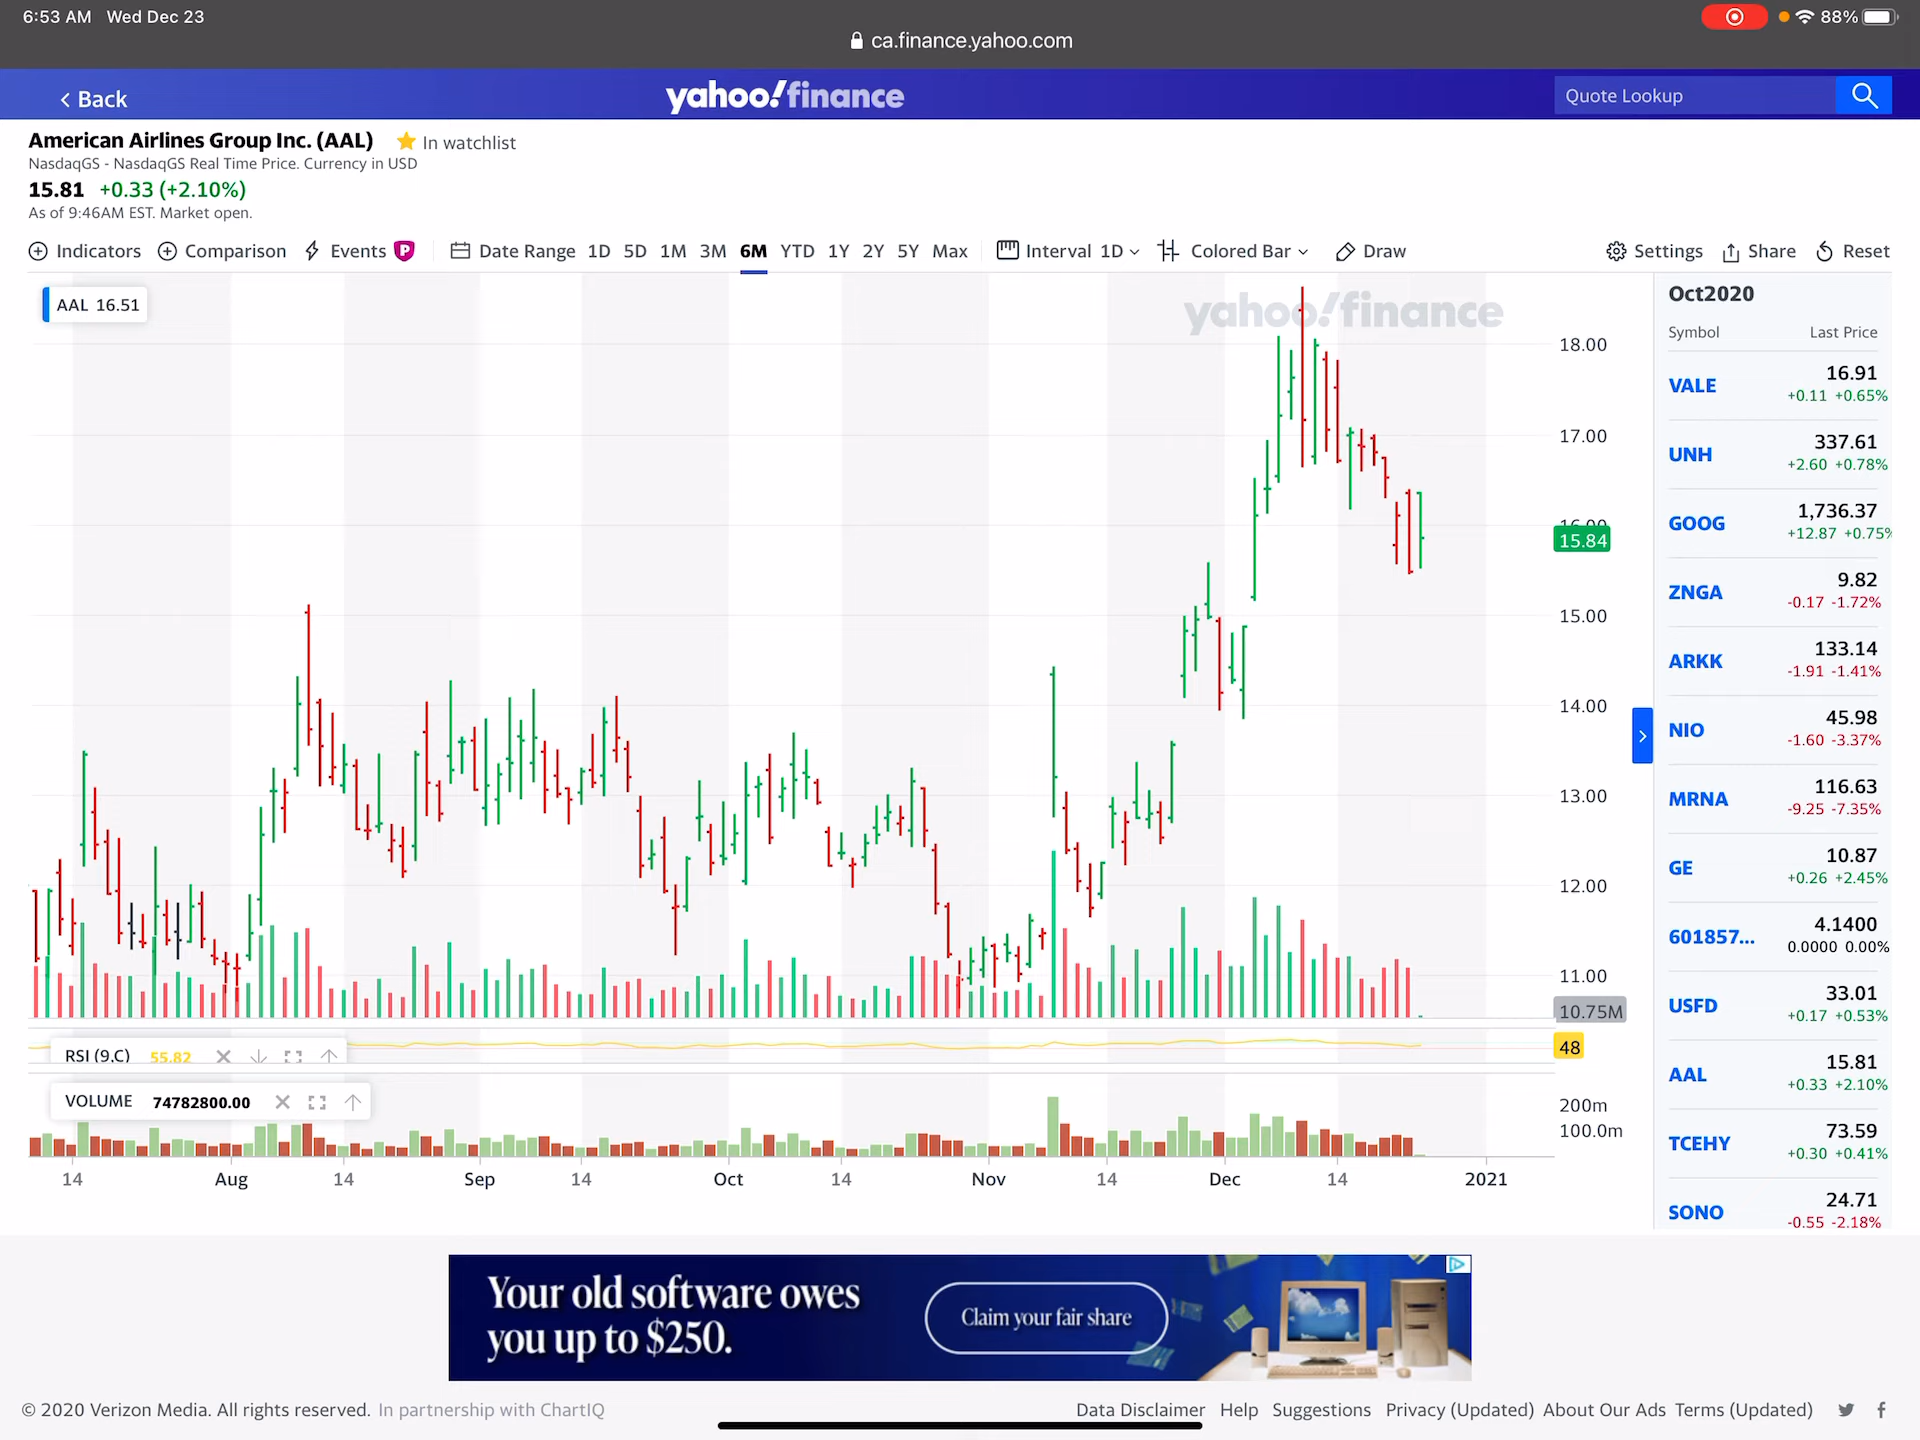 6:53 AM Wed Dec 23
88%
ca.finance.yahoo.com
Back
yahoo!finance
Quote Lookup
American Airlines Group Inc. (AAL) In watchlist
NasdaqGS - NasdaqGS Real Time Price. Currency in USD
15.81 +0.33 (+2.10%)
As of 9:46AM EST. Market open.
Indicators Comparison Events P Date Range 1D 5D 1M 3M 6M YTD 1Y 2Y 5Y Max Interval 1D Colored Bar Draw Settings Share Reset
AAL 16.51
yahoo!finance
18.00
17.00
16.00
15.84
15.00
14.00
13.00
12.00
11.00
10.75M
RSI (9,C) 55.82
48
VOLUME 74782800.00
200m
100.0m
14 Aug 14 Sep 14 Oct 14 Nov 14 Dec 14 2021
Oct2020
Symbol Last Price
VALE 16.91
+0.11 +0.65%
UNH 337.61
+2.60 +0.78%
GOOG 1,736.37
+12.87 +0.75%
ZNGA 9.82
-0.17 -1.72%
ARKK 133.14
-1.91 -1.41%
NIO 45.98
-1.60 -3.37%
MRNA 116.63
-9.25 -7.35%
GE 10.87
+0.26 +2.45%
601857... 4.1400
0.0000 0.00%
USFD 33.01
+0.17 +0.53%
AAL 15.81
+0.33 +2.10%
TCEHY 73.59
+0.30 +0.41%
SONO 24.71
-0.55 -2.18%
Your old software owes
you up to $250.
Claim your fair share
© 2020 Verizon Media. All rights reserved. In partnership with ChartIQ
Data Disclaimer Help Suggestions Privacy (Updated) About Our Ads Terms (Updated)